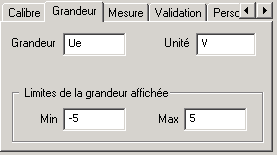 Calibre Grandeur Mesure Validation Perso
Grandeur Ue Unité V
Limites de la grandeur affichée
Min -5 Max 5